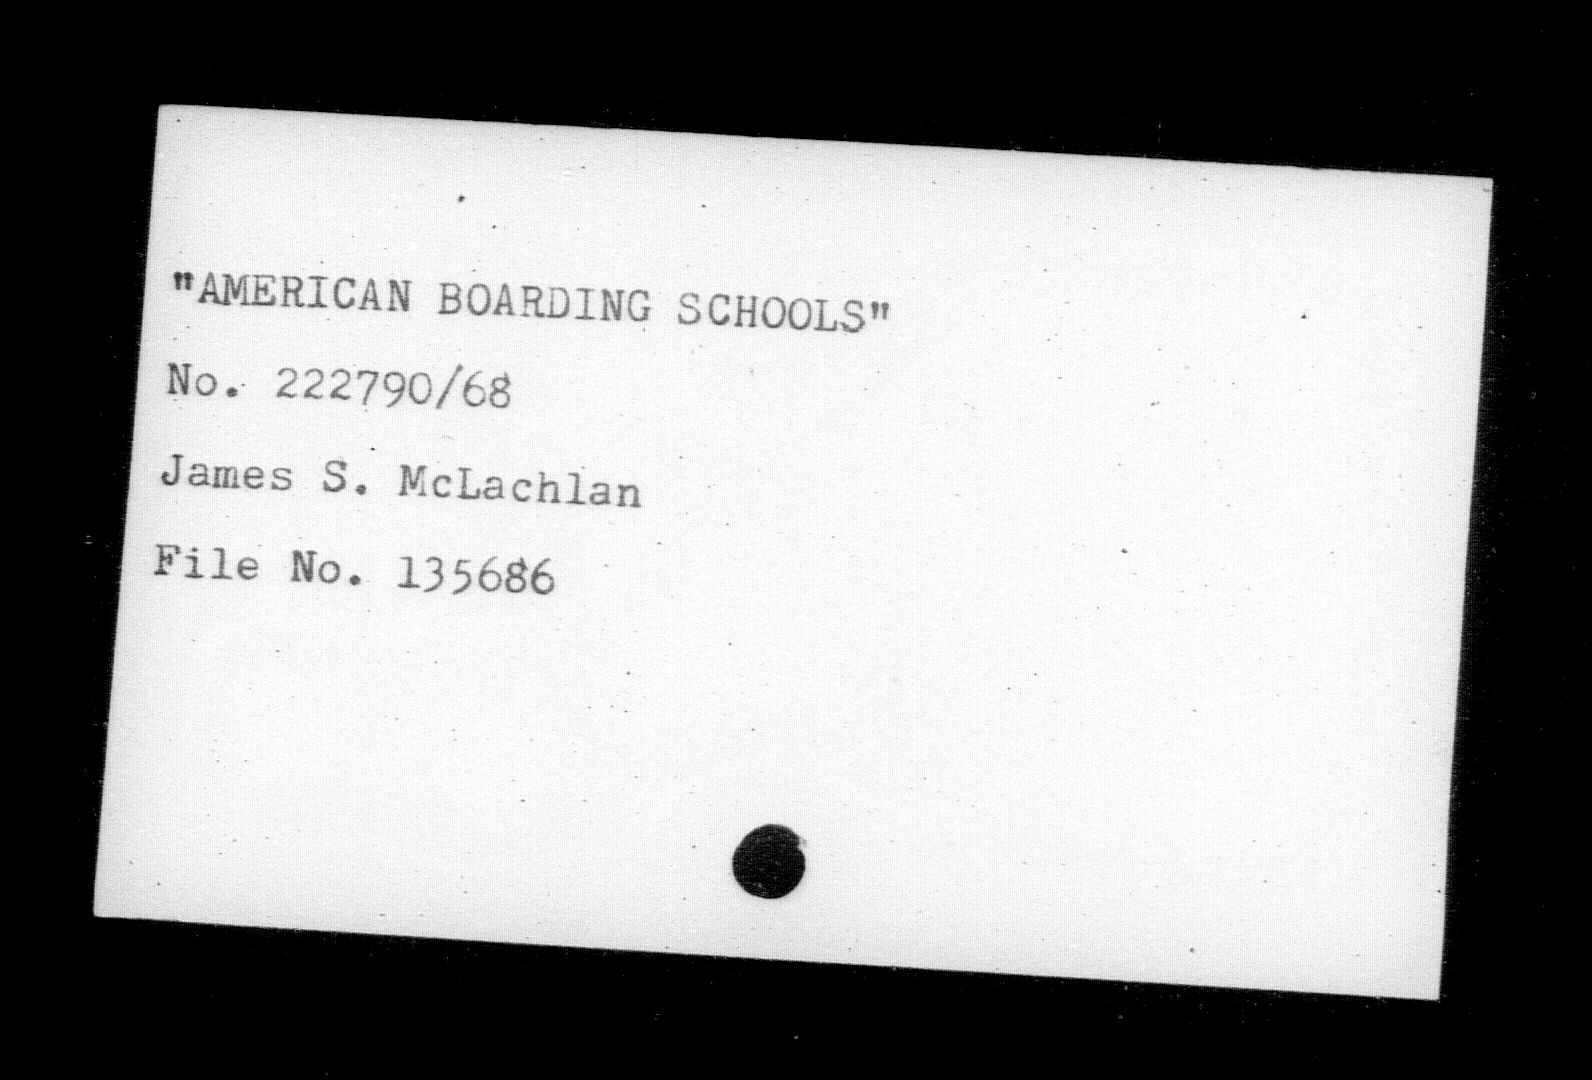 "AMERICAN BOARDING SCHOOLS"
No. 222790/68
James S. McLachlan
File No. 135686